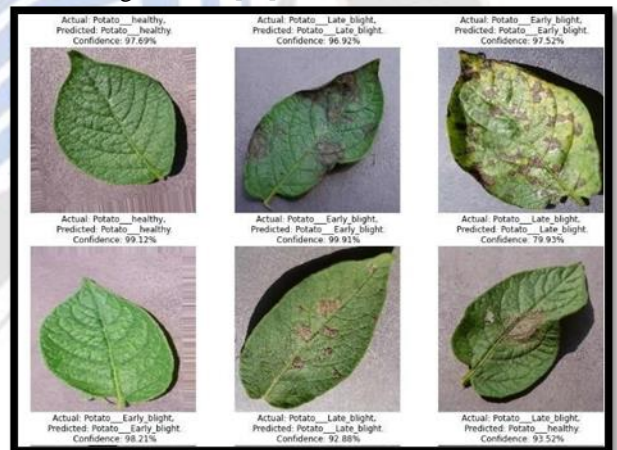 Actual: Potato___healthy,
Predicted: Potato___healthy.
Confidence: 97.69%
Actual: Potato___Late_blight,
Predicted: Potato___Late_blight.
Confidence: 96.92%
Actual: Potato___Early_blight,
Predicted: Potato___Early_blight.
Confidence: 97.52%
Actual: Potato___healthy,
Predicted: Potato___healthy.
Confidence: 99.12%
Actual: Potato___Early_blight,
Predicted: Potato___Early_blight.
Confidence: 99.91%
Actual: Potato___Late_blight,
Predicted: Potato___Late_blight.
Confidence: 79.93%
Actual: Potato___Early_blight,
Predicted: Potato___Early_blight.
Confidence: 98.21%
Actual: Potato___Late_blight,
Predicted: Potato___Late_blight.
Confidence: 92.88%
Actual: Potato___Late_blight,
Predicted: Potato___healthy.
Confidence: 93.52%